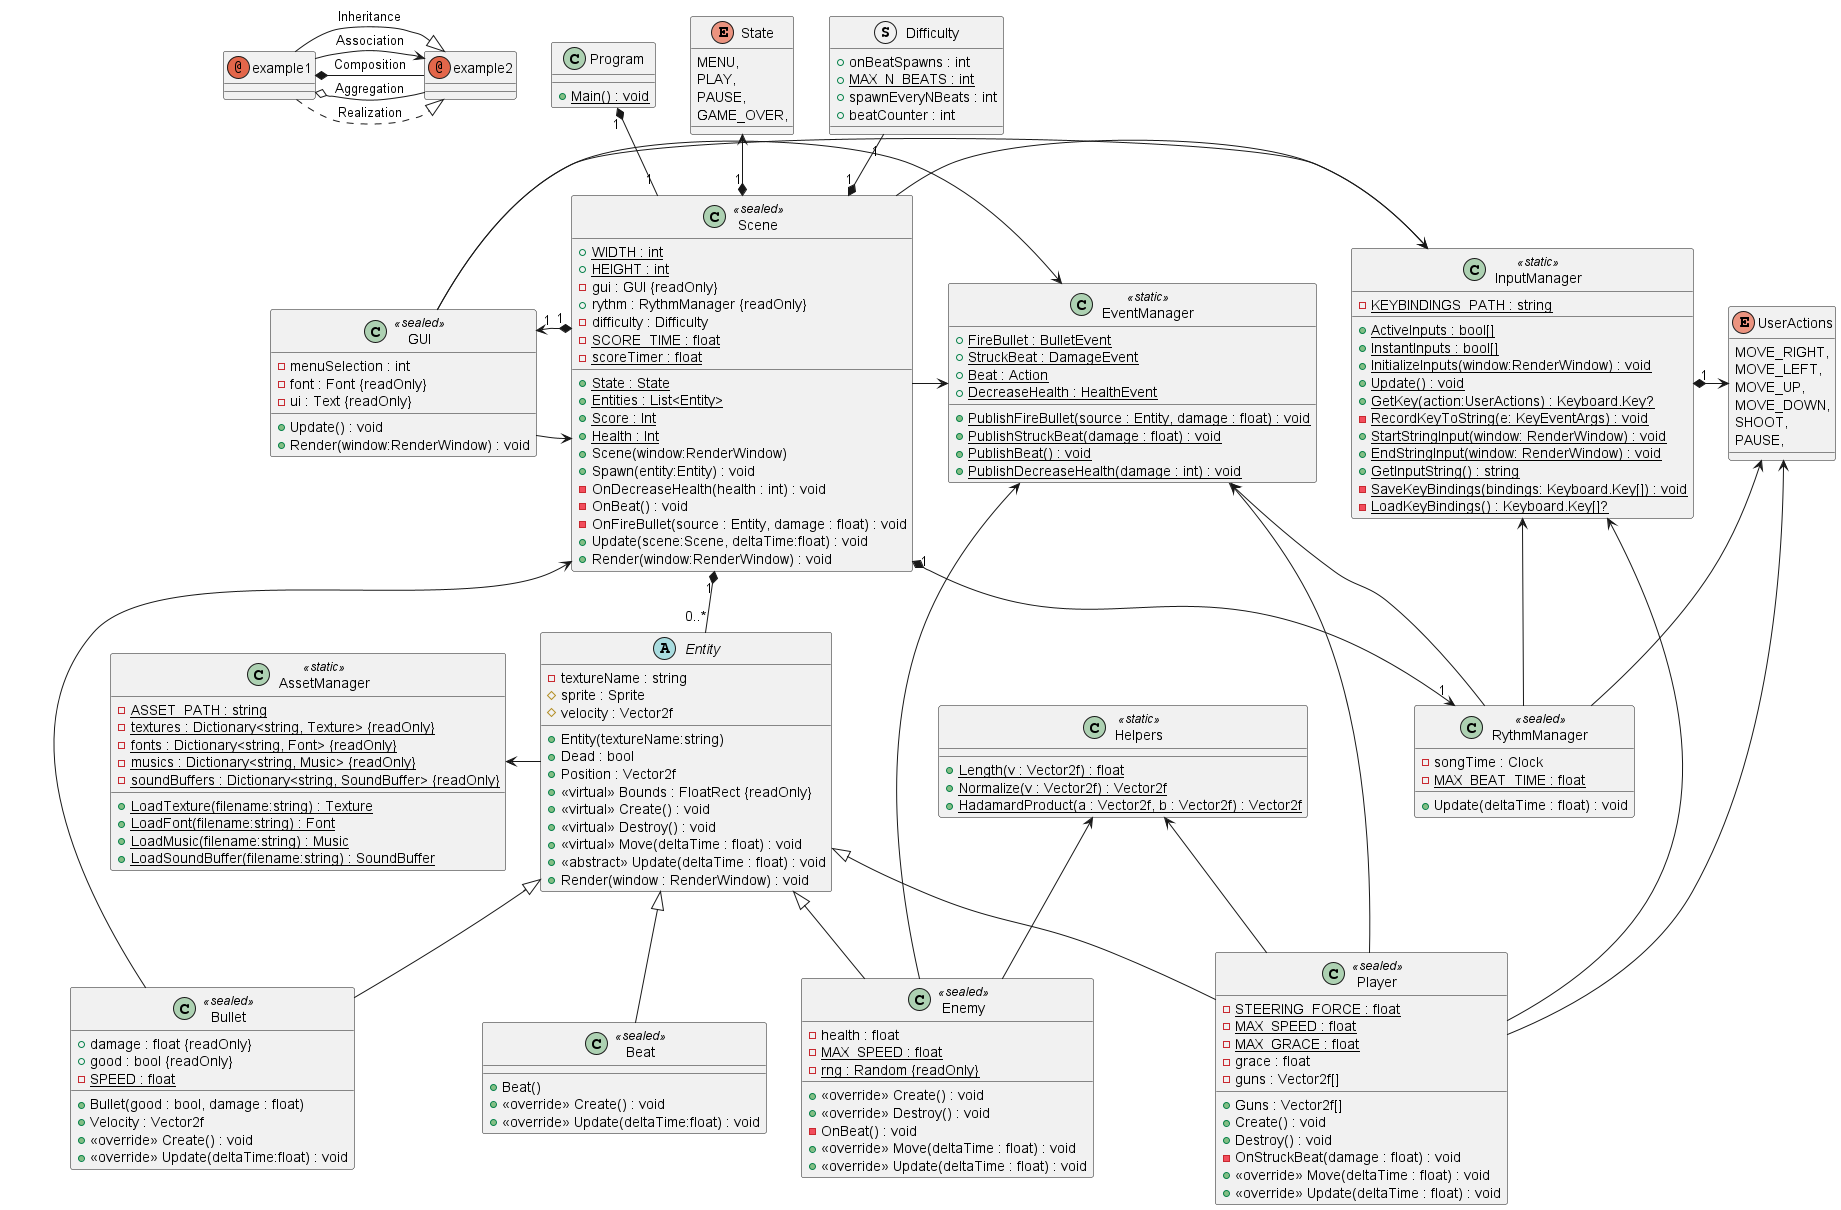 Inheritance
Association
Composition
Aggregation
Realization
@ example1
@ example2
C Program
Main() : void
E State
MENU,
PLAY,
PAUSE,
GAME_OVER,
S Difficulty
onBeatSpawns : int
MAX_N_BEATS : int
spawnEveryNBeats : int
beatCounter : int
1
1
1
1
1
C «sealed»
Scene
WIDTH : int
HEIGHT : int
gui : GUI {readOnly}
rythm : RythmManager {readOnly}
difficulty : Difficulty
SCORE_TIME : float
scoreTimer : float
State : State
Entities : List<Entity>
Score : Int
Health : Int
Scene(window:RenderWindow)
Spawn(entity:Entity) : void
OnDecreaseHealth(health : int) : void
OnBeat() : void
OnFireBullet(source : Entity, damage : float) : void
Update(scene:Scene, deltaTime:float) : void
Render(window:RenderWindow) : void
1
1
C «sealed»
GUI
menuSelection : int
font : Font {readOnly}
ui : Text {readOnly}
Update() : void
Render(window:RenderWindow) : void
C «static»
EventManager
FireBullet : BulletEvent
StruckBeat : DamageEvent
Beat : Action
DecreaseHealth : HealthEvent
PublishFireBullet(source : Entity, damage : float) : void
PublishStruckBeat(damage : float) : void
PublishBeat() : void
PublishDecreaseHealth(damage : int) : void
C «static»
InputManager
KEYBINDINGS_PATH : string
ActiveInputs : bool[]
InstantInputs : bool[]
InitializeInputs(window:RenderWindow) : void
Update() : void
GetKey(action:UserActions) : Keyboard.Key?
RecordKeyToString(e: KeyEventArgs) : void
StartStringInput(window: RenderWindow) : void
EndStringInput(window: RenderWindow) : void
GetInputString() : string
SaveKeyBindings(bindings: Keyboard.Key[]) : void
LoadKeyBindings() : Keyboard.Key[]?
1
E UserActions
MOVE_RIGHT,
MOVE_LEFT,
MOVE_UP,
MOVE_DOWN,
SHOOT,
PAUSE,
1
1
0..*
1
C «static»
AssetManager
ASSET_PATH : string
textures : Dictionary<string, Texture> {readOnly}
fonts : Dictionary<string, Font> {readOnly}
musics : Dictionary<string, Music> {readOnly}
soundBuffers : Dictionary<string, SoundBuffer> {readOnly}
LoadTexture(filename:string) : Texture
LoadFont(filename:string) : Font
LoadMusic(filename:string) : Music
LoadSoundBuffer(filename:string) : SoundBuffer
A Entity
textureName : string
sprite : Sprite
velocity : Vector2f
Entity(textureName:string)
Dead : bool
Position : Vector2f
«virtual» Bounds : FloatRect {readOnly}
«virtual» Create() : void
«virtual» Destroy() : void
«virtual» Move(deltaTime : float) : void
«abstract» Update(deltaTime : float) : void
Render(window : RenderWindow) : void
C «static»
Helpers
Length(v : Vector2f) : float
Normalize(v : Vector2f) : Vector2f
HadamardProduct(a : Vector2f, b : Vector2f) : Vector2f
C «sealed»
RythmManager
songTime : Clock
MAX_BEAT_TIME : float
Update(deltaTime : float) : void
C «sealed»
Bullet
damage : float {readOnly}
good : bool {readOnly}
SPEED : float
Bullet(good : bool, damage : float)
Velocity : Vector2f
«override» Create() : void
«override» Update(deltaTime:float) : void
C «sealed»
Beat
Beat()
«override» Create() : void
«override» Update(deltaTime:float) : void
C «sealed»
Enemy
health : float
MAX_SPEED : float
rng : Random {readOnly}
«override» Create() : void
«override» Destroy() : void
OnBeat() : void
«override» Move(deltaTime : float) : void
«override» Update(deltaTime : float) : void
C «sealed»
Player
STEERING_FORCE : float
MAX_SPEED : float
MAX_GRACE : float
grace : float
guns : Vector2f[]
Guns : Vector2f[]
Create() : void
Destroy() : void
OnStruckBeat(damage : float) : void
«override» Move(deltaTime : float) : void
«override» Update(deltaTime : float) : void